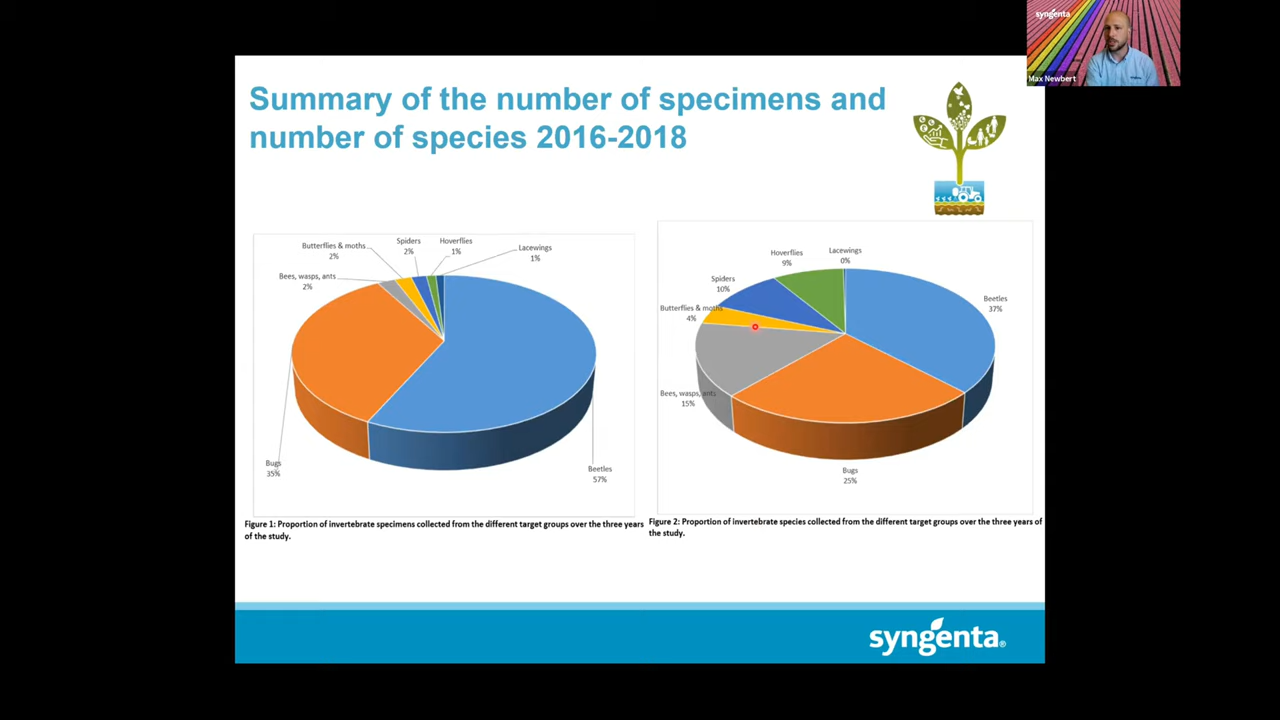 syngenta
Max Newbert
Summary of the number of specimens and
number of species 2016-2018
Butterflies & moths
2%
Spiders
2%
Hoverflies
1%
Lacewings
1%
Bees, wasps, ants
2%
Bugs
35%
Beetles
57%
Figure 1: Proportion of invertebrate specimens collected from the different target groups over the three years
of the study.
Lacewings
0%
Hoverflies
9%
Spiders
10%
Butterflies & moths
4%
Beetles
37%
Bees, wasps, ants
15%
Bugs
25%
Figure 2: Proportion of invertebrate species collected from the different target groups over the three years of
the study.
syngenta®